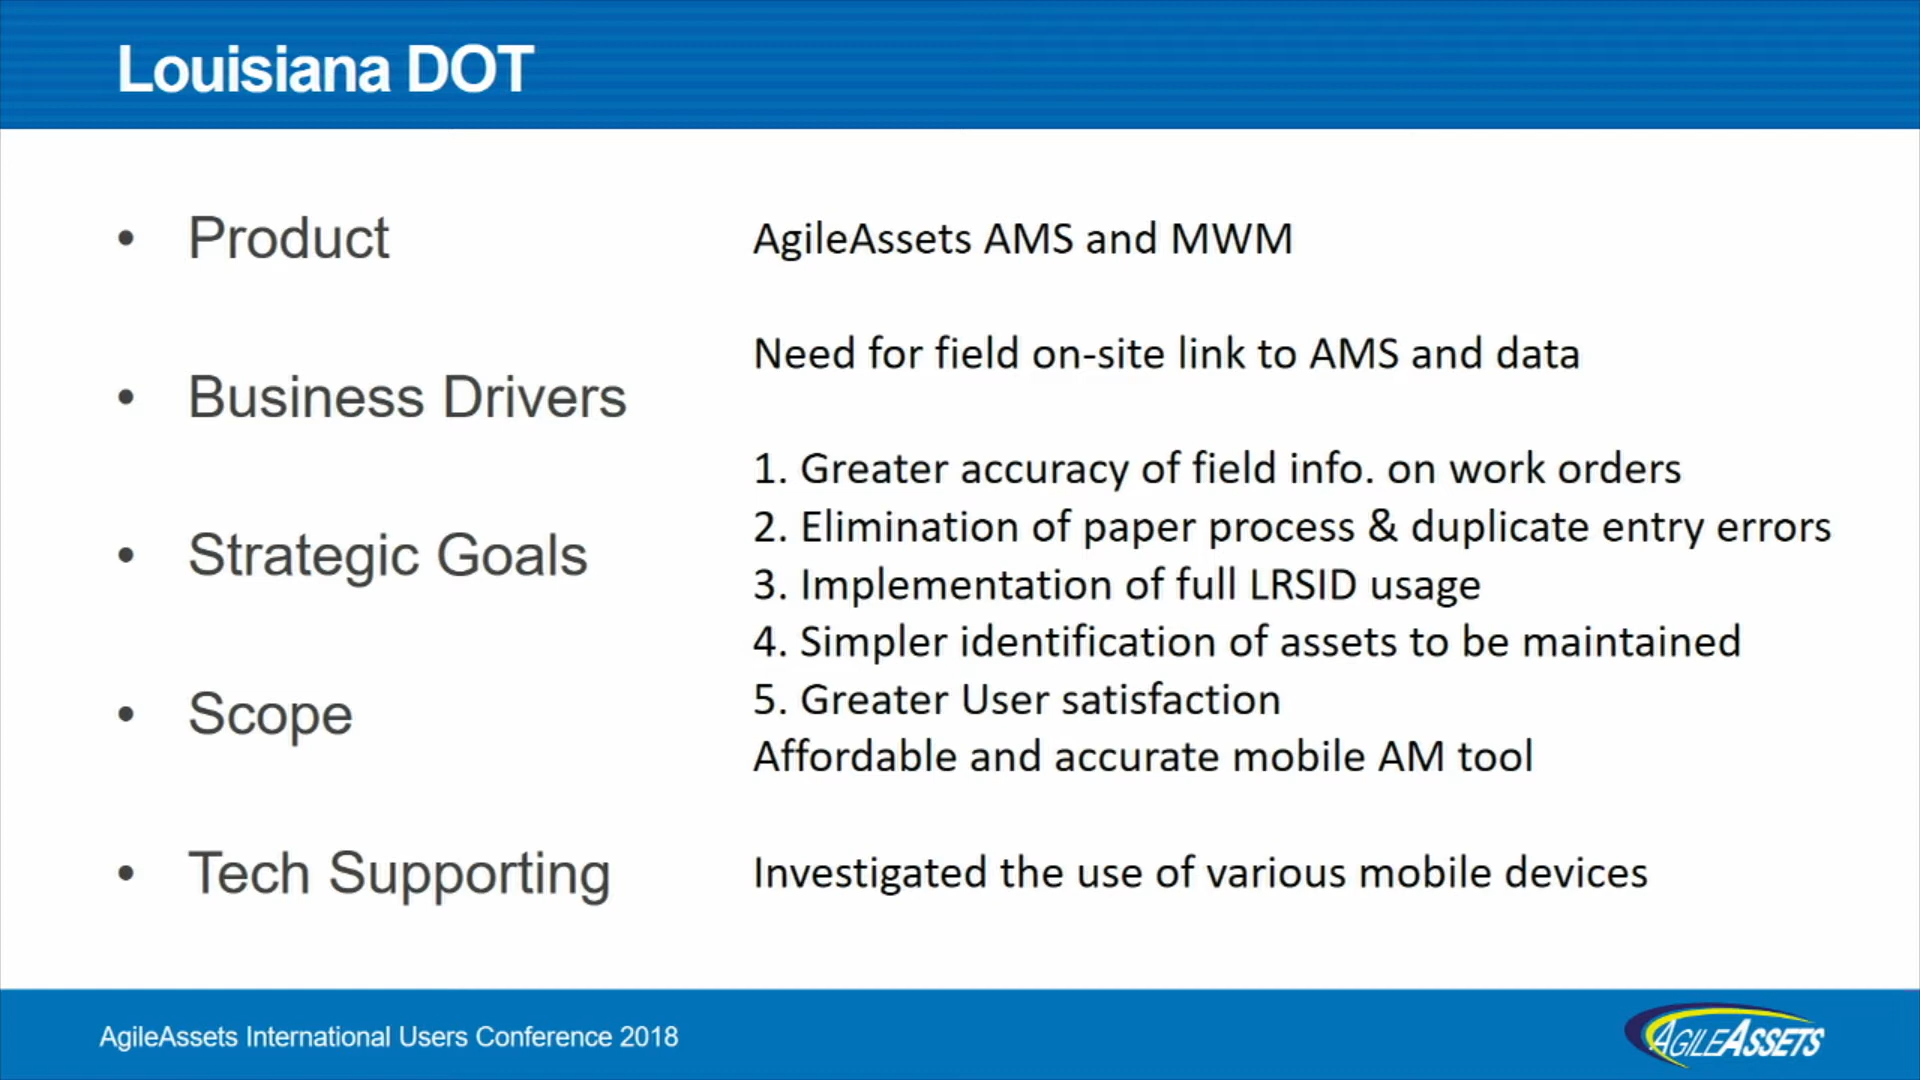 Louisiana DOT
• Product
AgileAssets AMS and MWM
• Business Drivers
Need for field on-site link to AMS and data
• Strategic Goals
1. Greater accuracy of field info. on work orders
2. Elimination of paper process & duplicate entry errors
3. Implementation of full LRSID usage
4. Simpler identification of assets to be maintained
5. Greater User satisfaction
• Scope
Affordable and accurate mobile AM tool
• Tech Supporting
Investigated the use of various mobile devices
AgileAssets International Users Conference 2018
AGILEASSETS